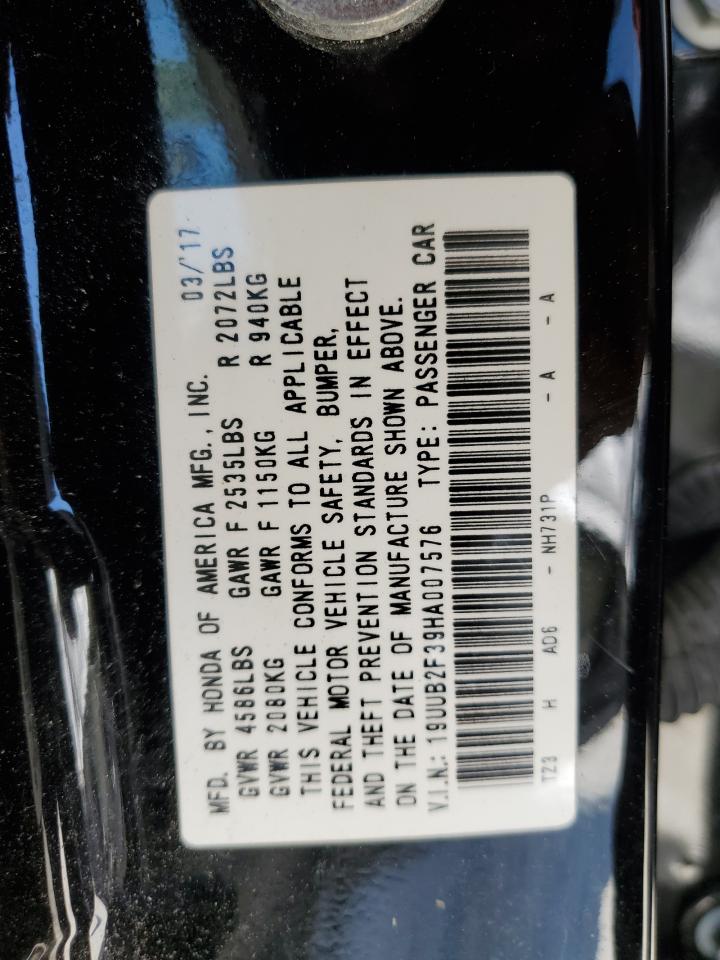 MFD. BY HONDA OF AMERICA MFG., INC. 03/'17
GVWR 4586LBS GAWR F 2535LBS R 2072LBS
GVWR 2080KG GAWR F 1150KG R 940KG
THIS VEHICLE CONFORMS TO ALL APPLICABLE
FEDERAL MOTOR VEHICLE SAFETY, BUMPER,
AND THEFT PREVENTION STANDARDS IN EFFECT
ON THE DATE OF MANUFACTURE SHOWN ABOVE.
V.I.N.: 19UUB2F39HA007576 TYPE: PASSENGER CAR
TZ3 H AD6 - NH731P - A - A